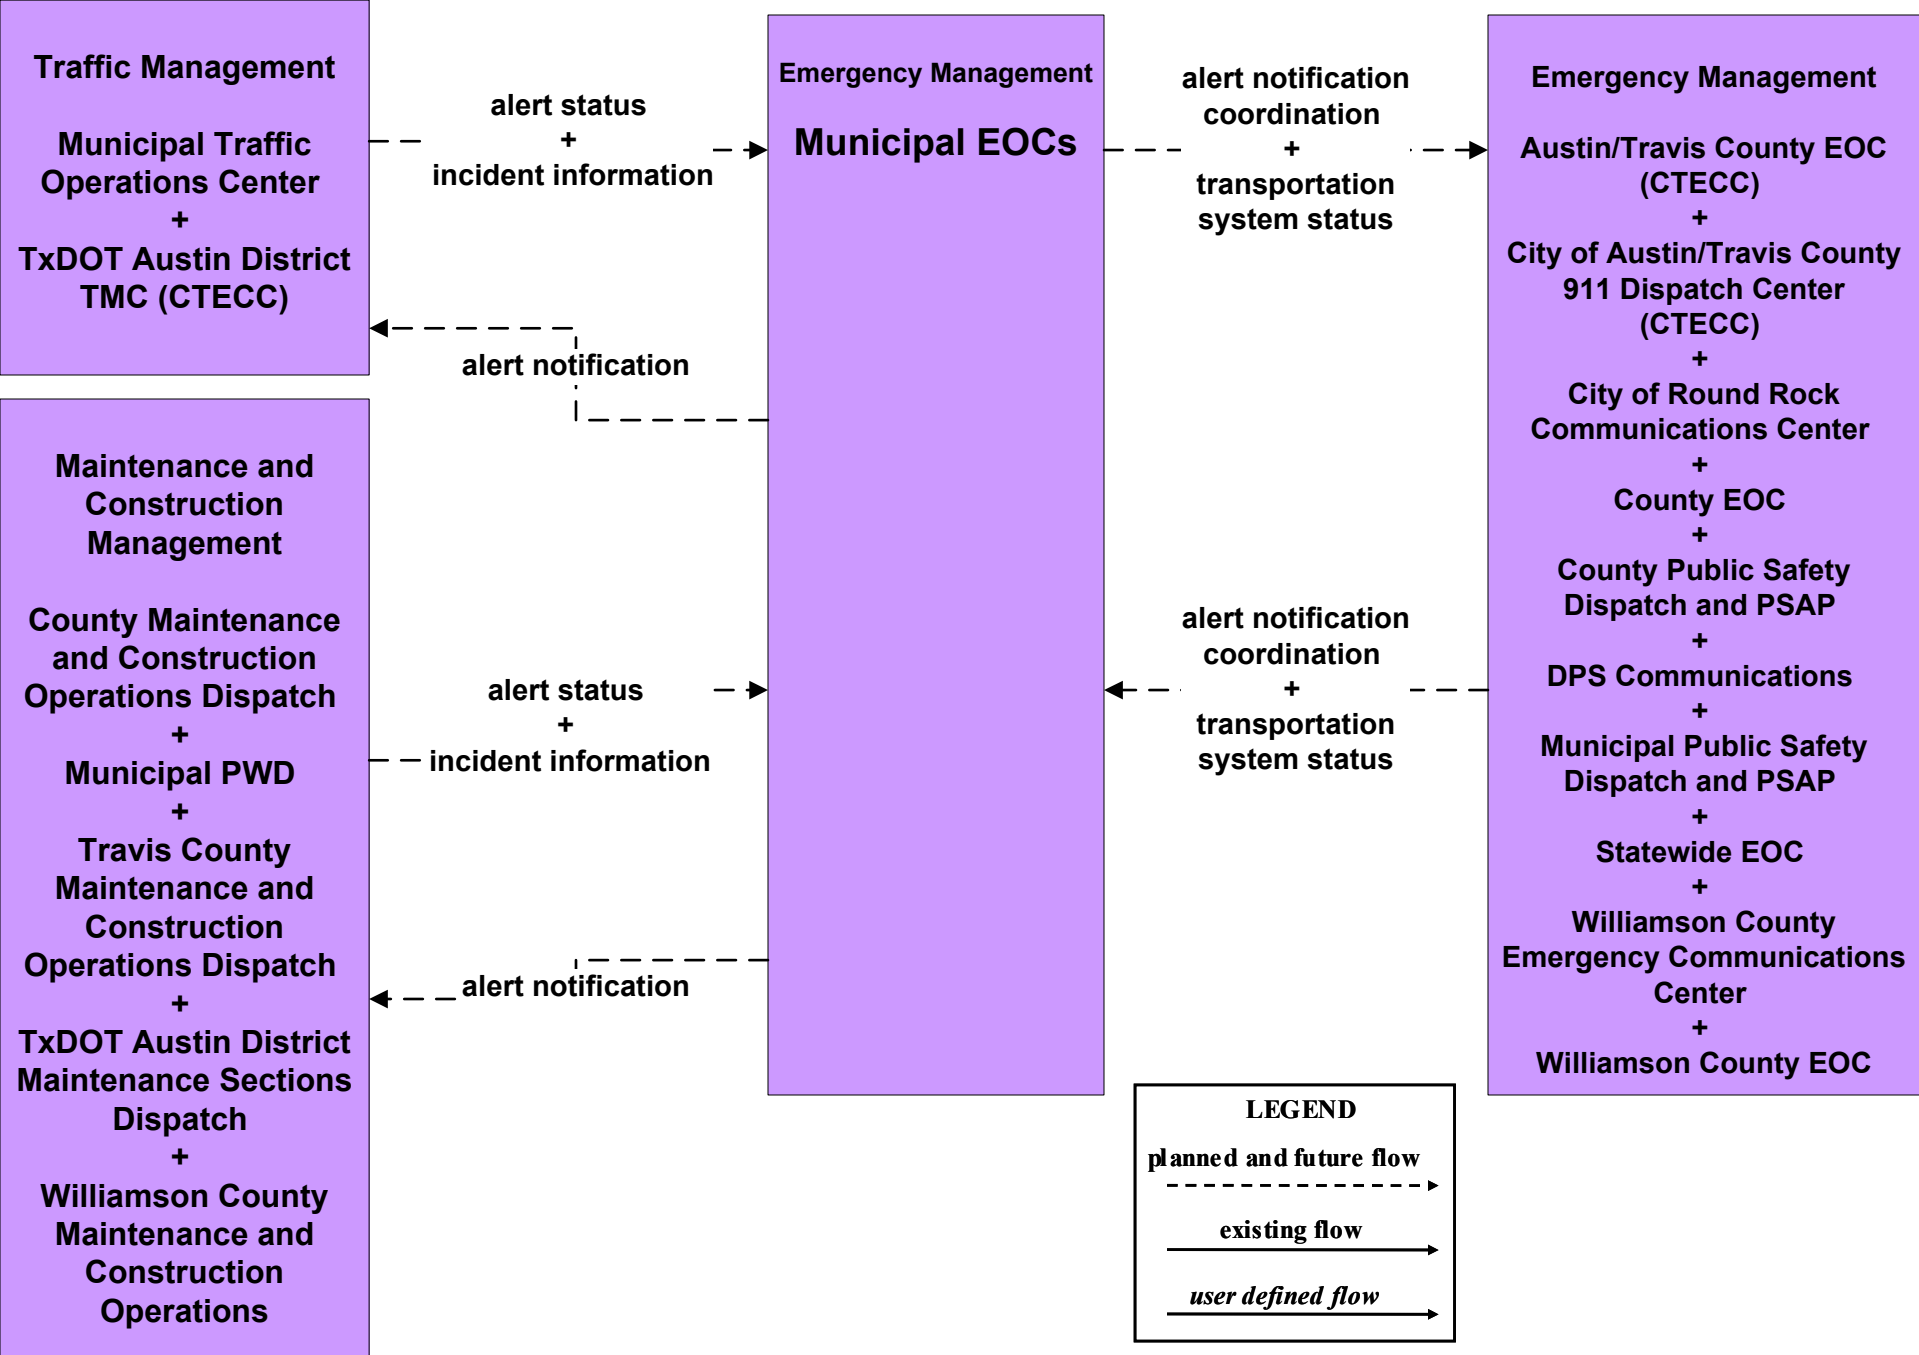 Traffic Management
Municipal Traffic
Operations Center
+
TxDOT Austin District
TMC (CTECC)
Maintenance and
Construction
Management
County Maintenance
and Construction
Operations Dispatch
+
Municipal PWD
+
Travis County
Maintenance and
Construction
Operations Dispatch
+
TxDOT Austin District
Maintenance Sections
Dispatch
+
Williamson County
Maintenance and
Construction
Operations
alert status
+
incident information
alert notification
alert status
+
incident information
alert notification
Emergency Management
Municipal EOCs
alert notification
coordination
+
transportation
system status
alert notification
coordination
+
transportation
system status
Emergency Management
Austin/Travis County EOC
(CTECC)
+
City of Austin/Travis County
911 Dispatch Center
(CTECC)
+
City of Round Rock
Communications Center
+
County EOC
+
County Public Safety
Dispatch and PSAP
+
DPS Communications
+
Municipal Public Safety
Dispatch and PSAP
+
Statewide EOC
+
Williamson County
Emergency Communications
Center
+
Williamson County EOC
LEGEND
planned and future flow
existing flow
user defined flow